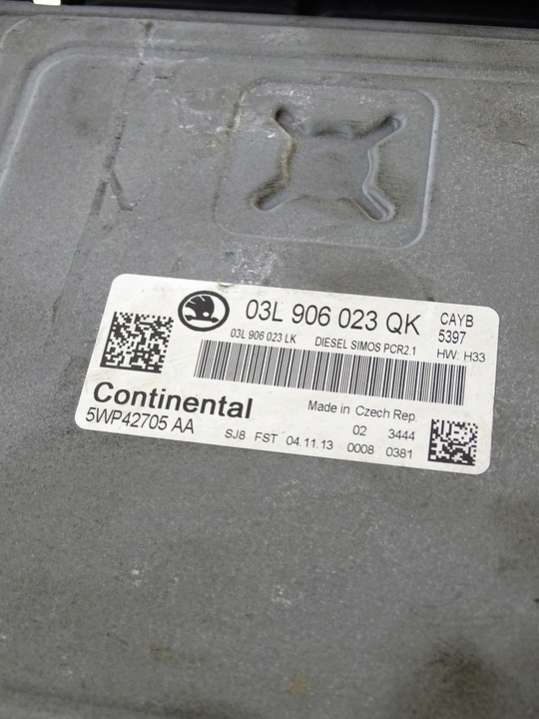 03L 906 023 QK CAYB
5397
03L 906 023 LK DIESEL SIMOS PCR2.1 HW: H33
Continental Made in Czech Rep.
5WP42705 AA 02 3444
SJ8 FST 04.11.13 0008 0381